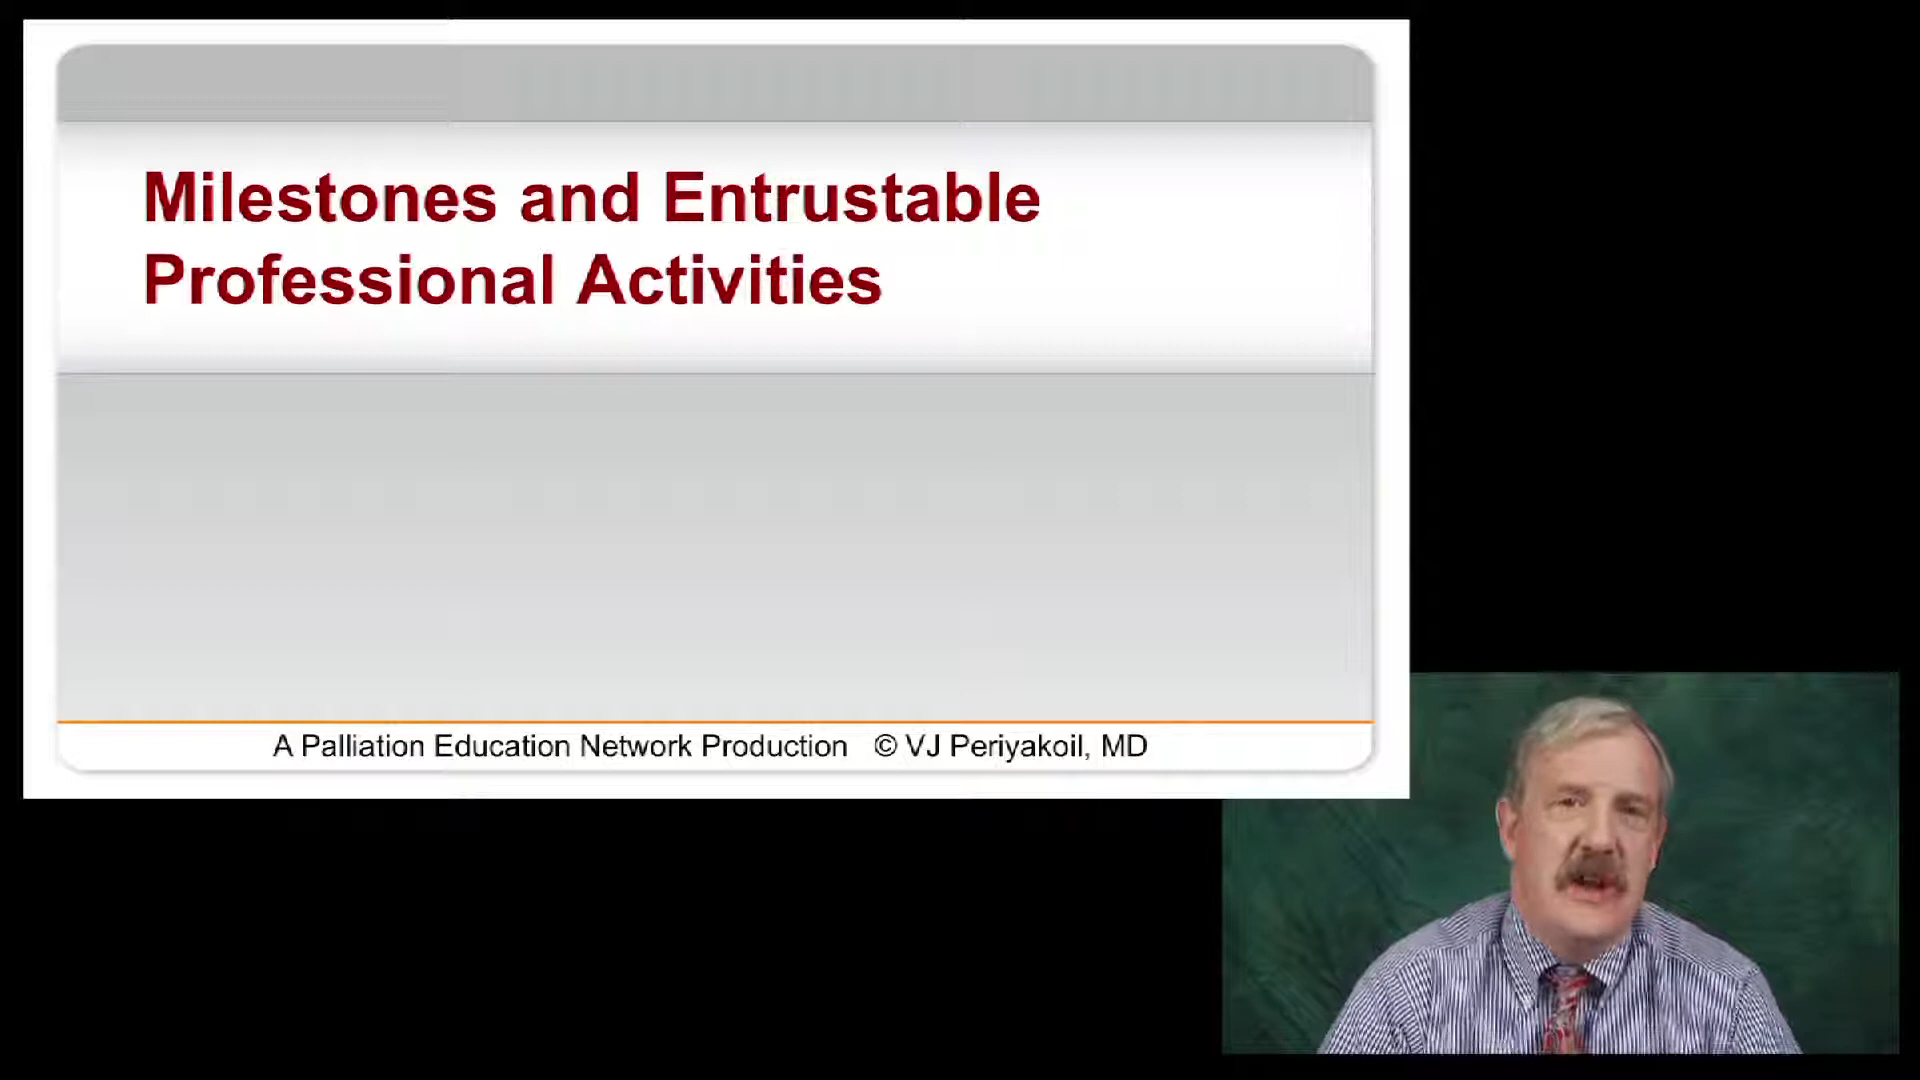 Milestones and Entrustable
Professional Activities
A Palliation Education Network Production © VJ Periyakoil, MD